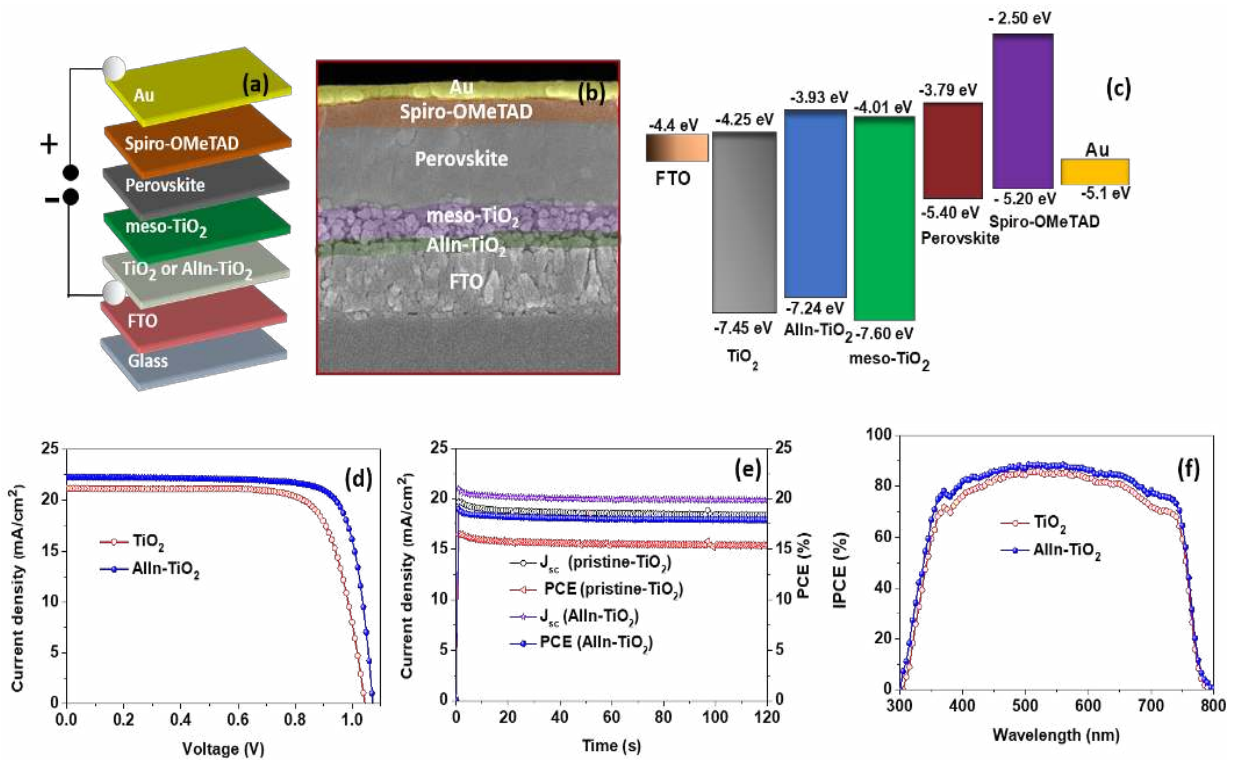 (a)
Au
Spiro-OMeTAD
Perovskite
meso-TiO₂
TiO₂ or AlIn-TiO₂
FTO
Glass
+
-
(b)
Au
Spiro-OMeTAD
Perovskite
meso-TiO₂
AlIn-TiO₂
FTO
(c)
-4.4 eV
FTO
-4.25 eV
-7.45 eV
TiO₂
-3.93 eV
-7.24 eV
AlIn-TiO₂
-4.01 eV
-7.60 eV
meso-TiO₂
-3.79 eV
-5.40 eV
Perovskite
- 2.50 eV
- 5.20 eV
Spiro-OMeTAD
Au
-5.1 eV
(d)
Current density (mA/cm²)
25
20
15
10
5
0
TiO₂
AlIn-TiO₂
0.0 0.2 0.4 0.6 0.8 1.0
Voltage (V)
(e)
Current density (mA/cm²)
25
20
15
10
5
0
Jsc (pristine-TiO₂)
PCE (pristine-TiO₂)
Jsc (AlIn-TiO₂)
PCE (AlIn-TiO₂)
25
20
15
10
5
0
PCE (%)
0 20 40 60 80 100 120
Time (s)
(f)
IPCE (%)
100
80
60
40
20
0
TiO₂
AlIn-TiO₂
300 400 500 600 700 800
Wavelength (nm)